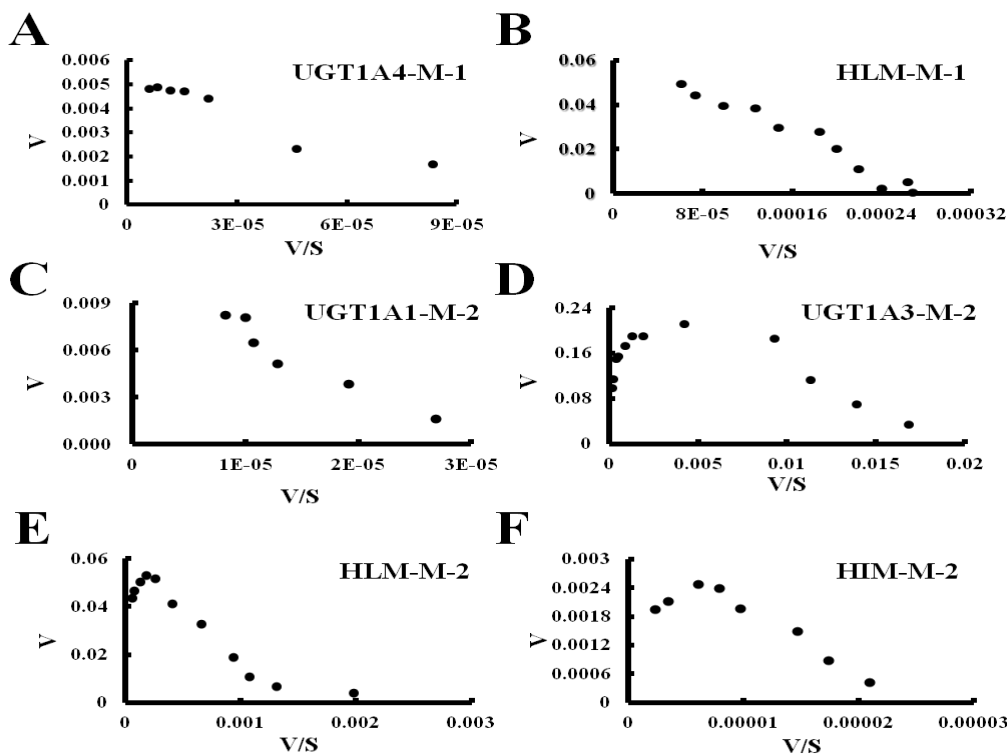 A
UGT1A4-M-1
0.006
0.005
0.004
0.003
0.002
0.001
0
V
0
3E-05
6E-05
9E-05
V/S
B
HLM-M-1
0.06
0.04
0.02
0
V
0
8E-05
0.00016
0.00024
0.00032
V/S
C
UGT1A1-M-2
0.009
0.006
0.003
0.000
V
0
1E-05
2E-05
3E-05
V/S
D
UGT1A3-M-2
0.24
0.16
0.08
0
V
0
0.005
0.01
0.015
0.02
V/S
E
HLM-M-2
0.06
0.04
0.02
0
V
0
0.001
0.002
0.003
V/S
F
HIM-M-2
0.003
0.0024
0.0018
0.0012
0.0006
0
V
0
0.00001
0.00002
0.00003
V/S